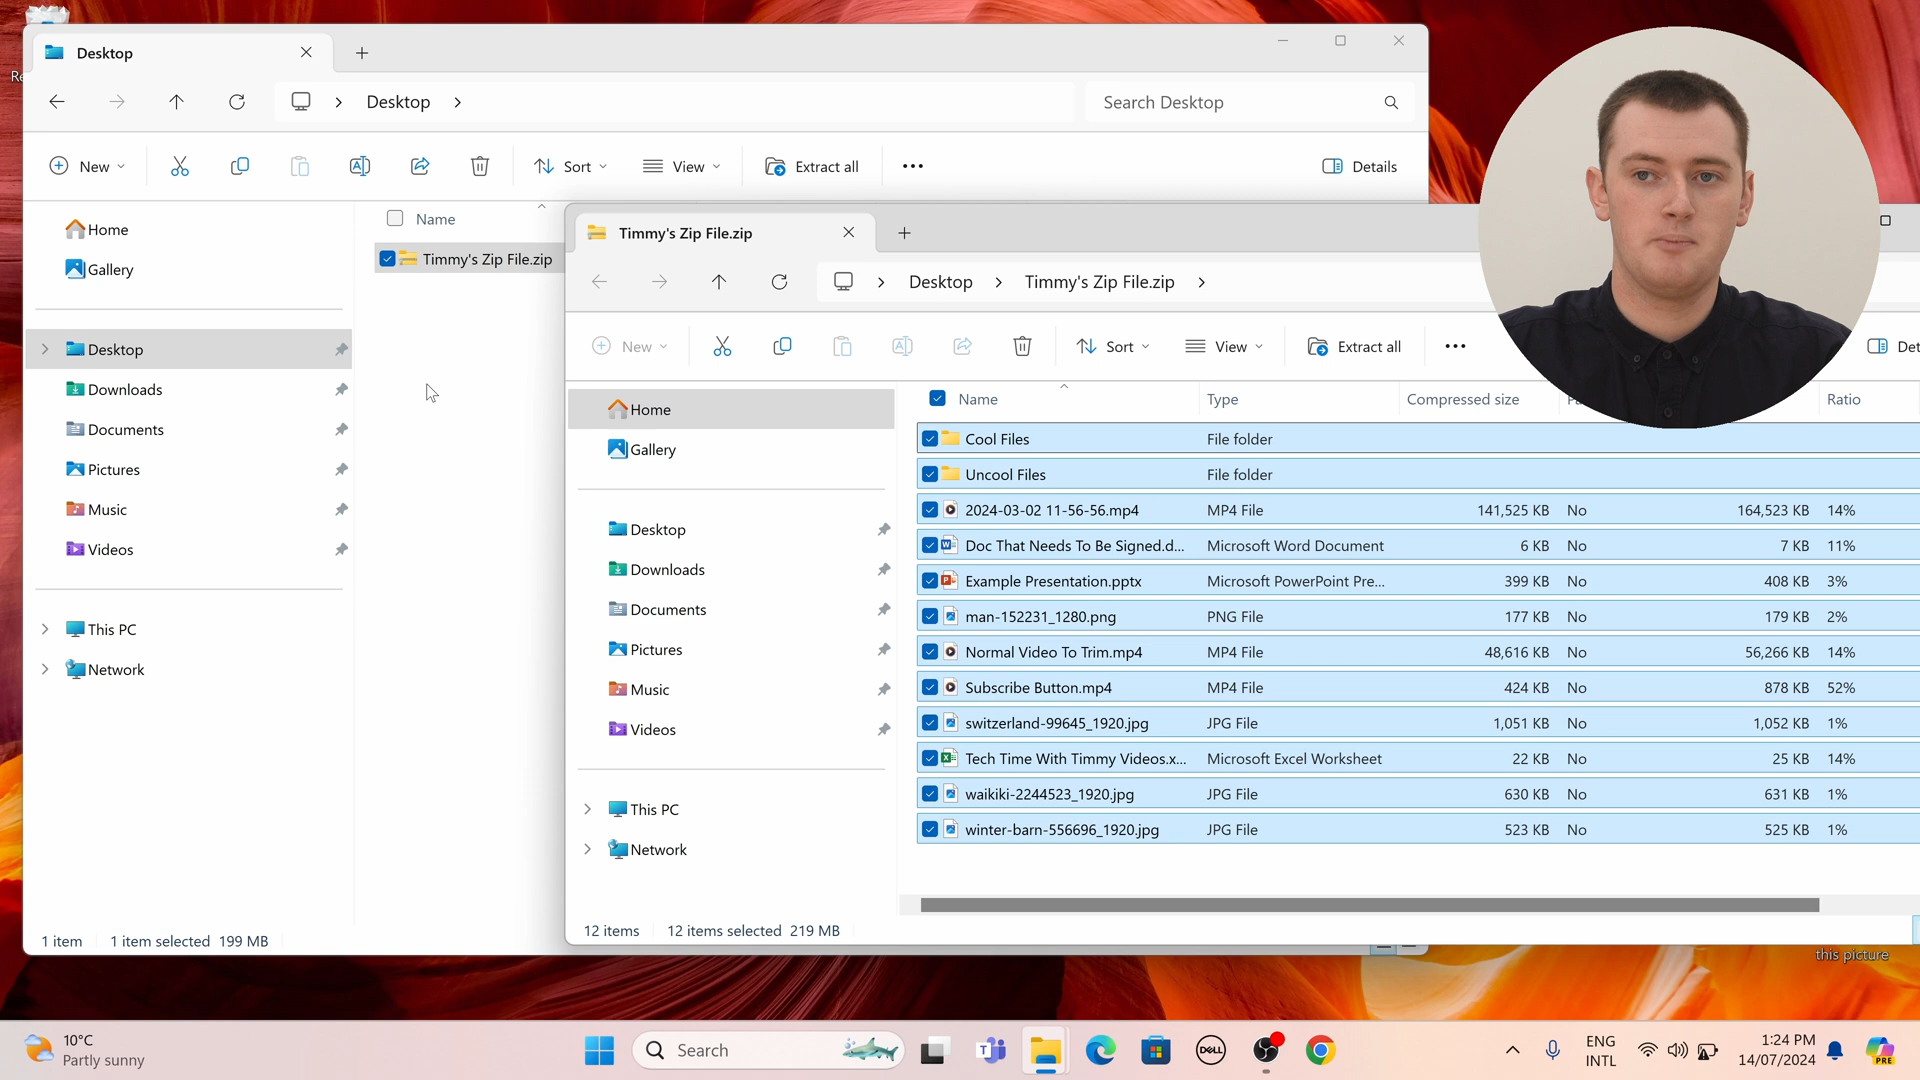 Desktop
Desktop
Search Desktop
New
Sort
View
Extract all
Details
Home
Gallery
Desktop
Downloads
Documents
Pictures
Music
Videos
This PC
Network
Name
Timmy's Zip File.zip
1 item
1 item selected 199 MB
Timmy's Zip File.zip
Desktop
Timmy's Zip File.zip
New
Sort
View
Extract all
Det
Home
Gallery
Desktop
Downloads
Documents
Pictures
Music
Videos
This PC
Network
Name Type Compressed size Ratio
Cool Files File folder
Uncool Files File folder
2024-03-02 11-56-56.mp4 MP4 File 141,525 KB No 164,523 KB 14%
Doc That Needs To Be Signed.d... Microsoft Word Document 6 KB No 7 KB 11%
Example Presentation.pptx Microsoft PowerPoint Pre... 399 KB No 408 KB 3%
man-152231_1280.png PNG File 177 KB No 179 KB 2%
Normal Video To Trim.mp4 MP4 File 48,616 KB No 56,266 KB 14%
Subscribe Button.mp4 MP4 File 424 KB No 878 KB 52%
switzerland-99645_1920.jpg JPG File 1,051 KB No 1,052 KB 1%
Tech Time With Timmy Videos.x... Microsoft Excel Worksheet 22 KB No 25 KB 14%
waikiki-2244523_1920.jpg JPG File 630 KB No 631 KB 1%
winter-barn-556696_1920.jpg JPG File 523 KB No 525 KB 1%
12 items
12 items selected 219 MB
this picture
10°C
Partly sunny
Search
DELL
ENG
INTL
1:24 PM
14/07/2024
PRE